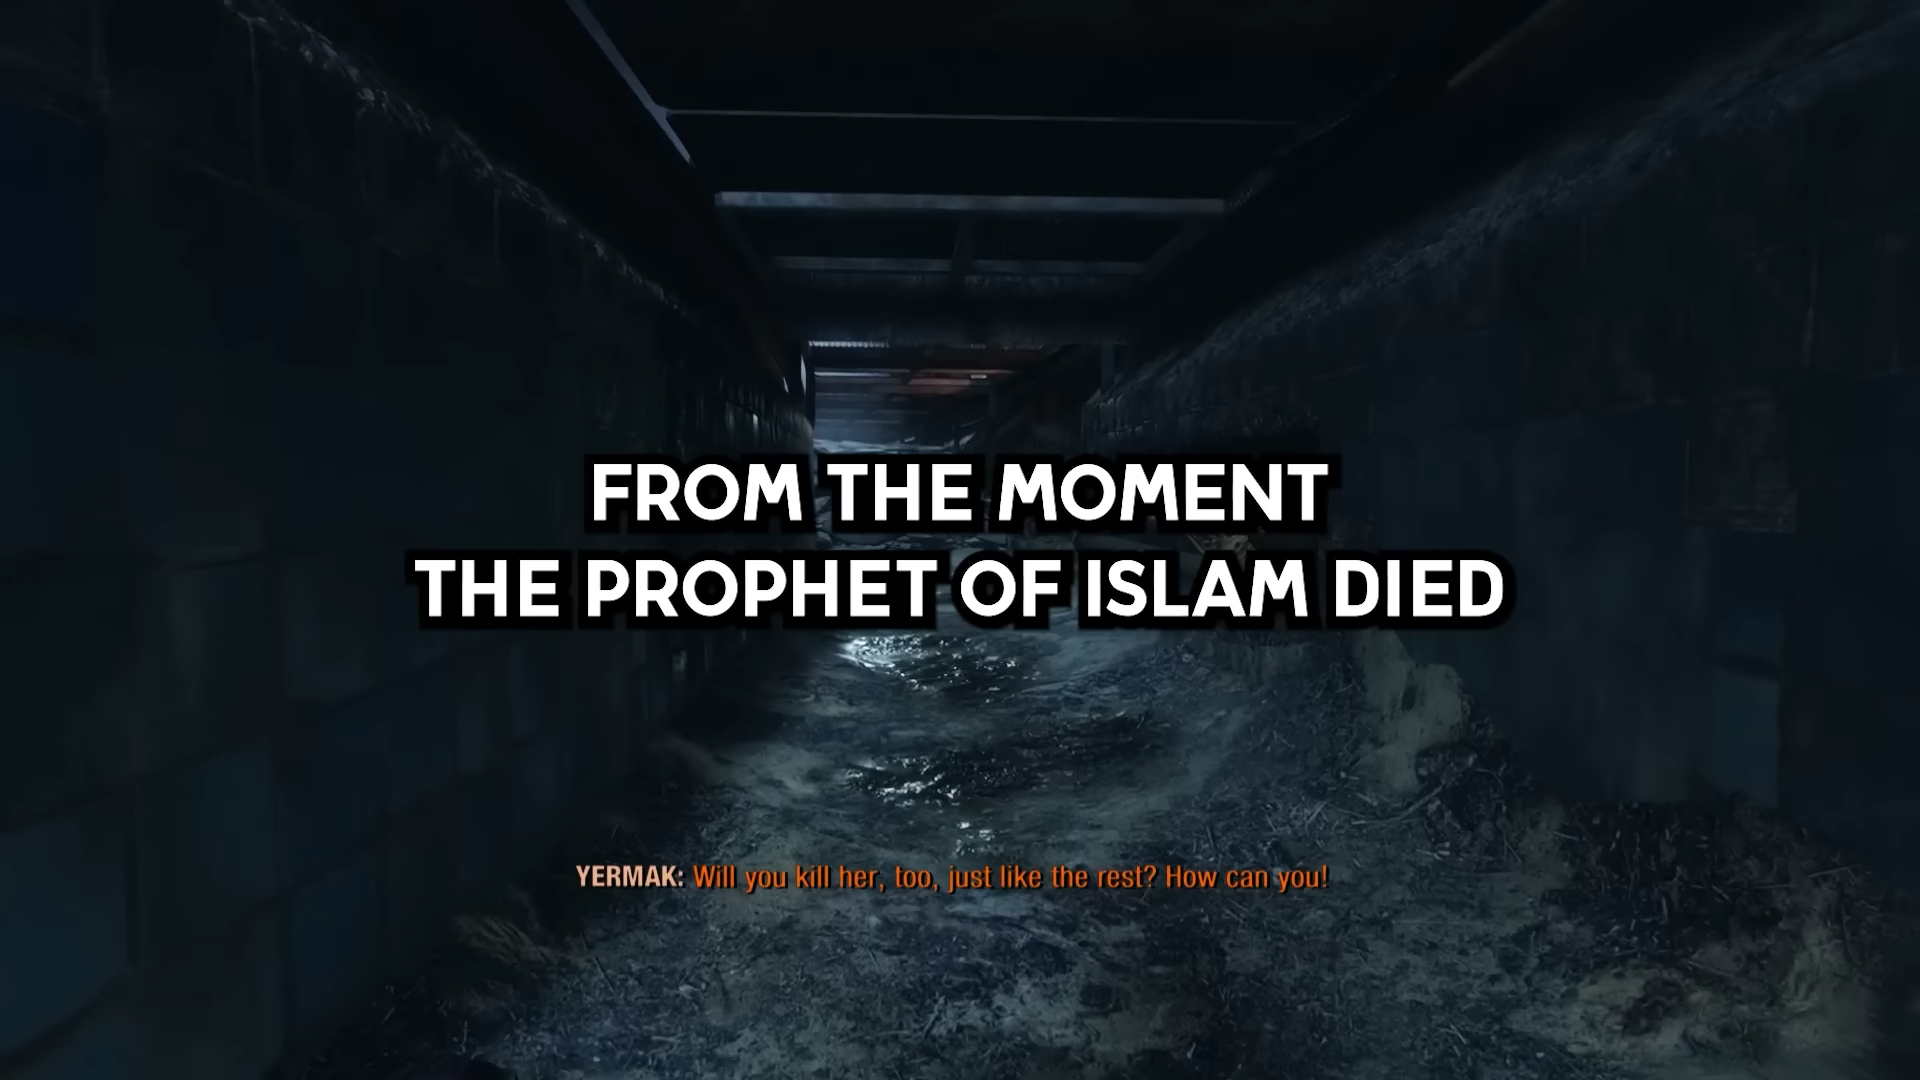 FROM THE MOMENT
THE PROPHET OF ISLAM DIED
YERMAK: Will you kill her, too, just like the rest? How can you!